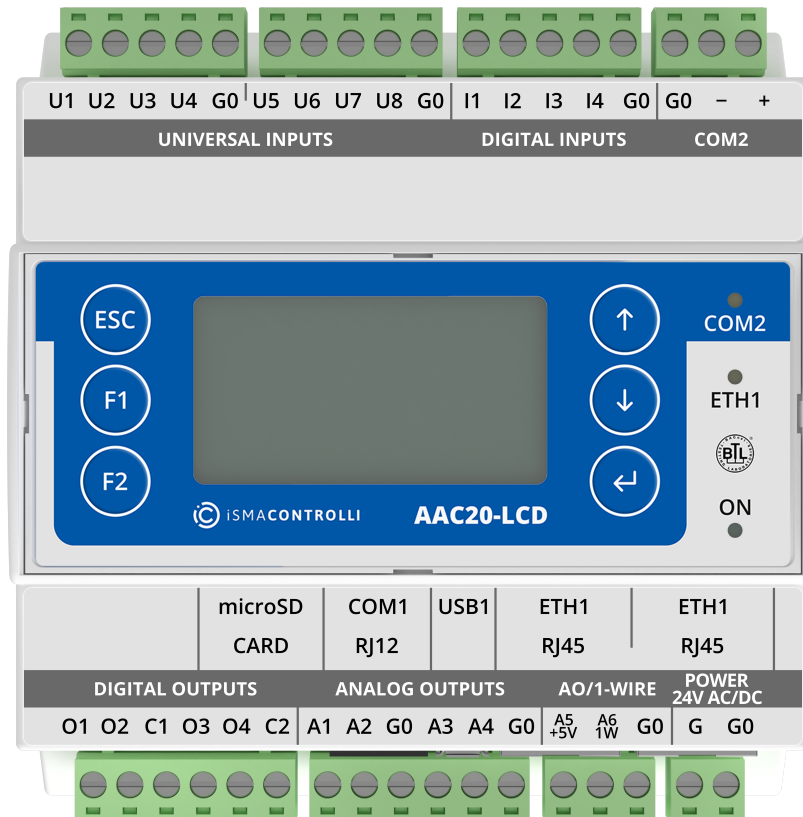 U1 U2 U3 U4 G0 U5 U6 U7 U8 G0 I1 I2 I3 I4 G0 G0 − +
UNIVERSAL INPUTS DIGITAL INPUTS COM2
ESC
F1
F2
↑
↓
↵
COM2
ETH1
BTL
ON
iSMACONTROLLI AAC20-LCD
microSD COM1 USB1 ETH1 ETH1
CARD RJ12 RJ45 RJ45
DIGITAL OUTPUTS ANALOG OUTPUTS AO/1-WIRE POWER
24V AC/DC
O1 O2 C1 O3 O4 C2 A1 A2 G0 A3 A4 G0 A5 A6 G0 G G0
+5V 1W